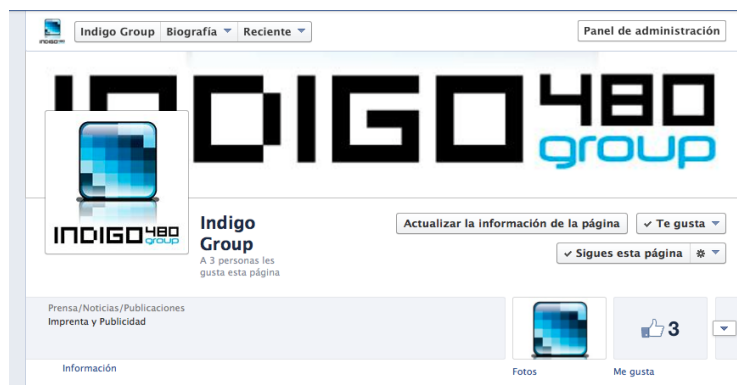 INDIGO480
Indigo Group Biografía Reciente Panel de administración
INDIGO 480
group
INDIGO 480
group
Indigo
Group
A 3 personas les
gusta esta página
Actualizar la información de la página ✓ Te gusta
✓ Sigues esta página
Prensa/Noticias/Publicaciones
Imprenta y Publicidad
3
Información
Fotos
Me gusta